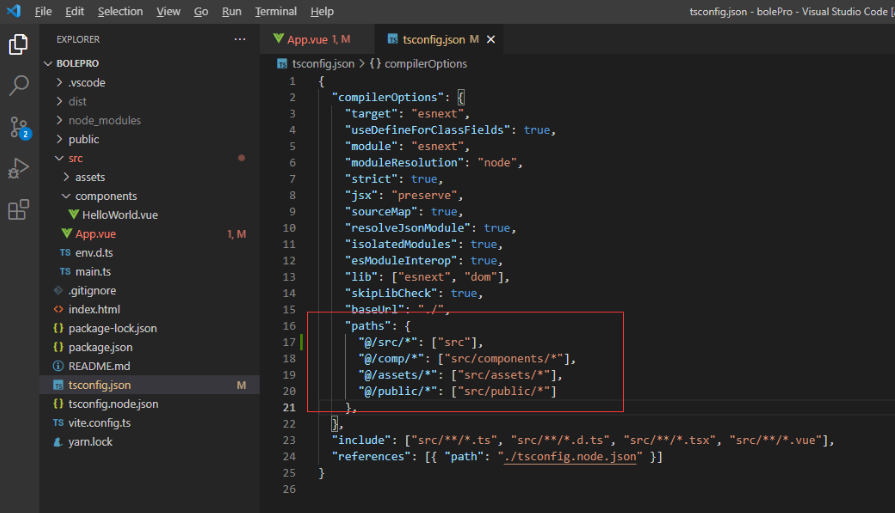 File Edit Selection View Go Run Terminal Help
tsconfig.json - bolePro - Visual Studio Code [
EXPLORER
BOLEPRO
.vscode
dist
node_modules
public
src
assets
components
HelloWorld.vue
App.vue 1, M
TS env.d.ts
TS main.ts
.gitignore
<> index.html
{} package-lock.json
{} package.json
README.md
TS tsconfig.json M
{} tsconfig.node.json
TS vite.config.ts
yarn.lock
2
App.vue 1, M
TS tsconfig.json M
TS tsconfig.json > {} compilerOptions
1 {
2 "compilerOptions": {
3 "target": "esnext",
4 "useDefineForClassFields": true,
5 "module": "esnext",
6 "moduleResolution": "node",
7 "strict": true,
8 "jsx": "preserve",
9 "sourceMap": true,
10 "resolveJsonModule": true,
11 "isolatedModules": true,
12 "esModuleInterop": true,
13 "lib": ["esnext", "dom"],
14 "skipLibCheck": true,
15 "baseUrl": "./",
16 "paths": {
17 "@/src/*": ["src"],
18 "@/comp/*": ["src/components/*"],
19 "@/assets/*": ["src/assets/*"],
20 "@/public/*": ["src/public/*"]
21 },
22 },
23 "include": ["src/**/*.ts", "src/**/*.d.ts", "src/**/*.tsx", "src/**/*.vue"],
24 "references": [{ "path": "./tsconfig.node.json" }]
25 }
26